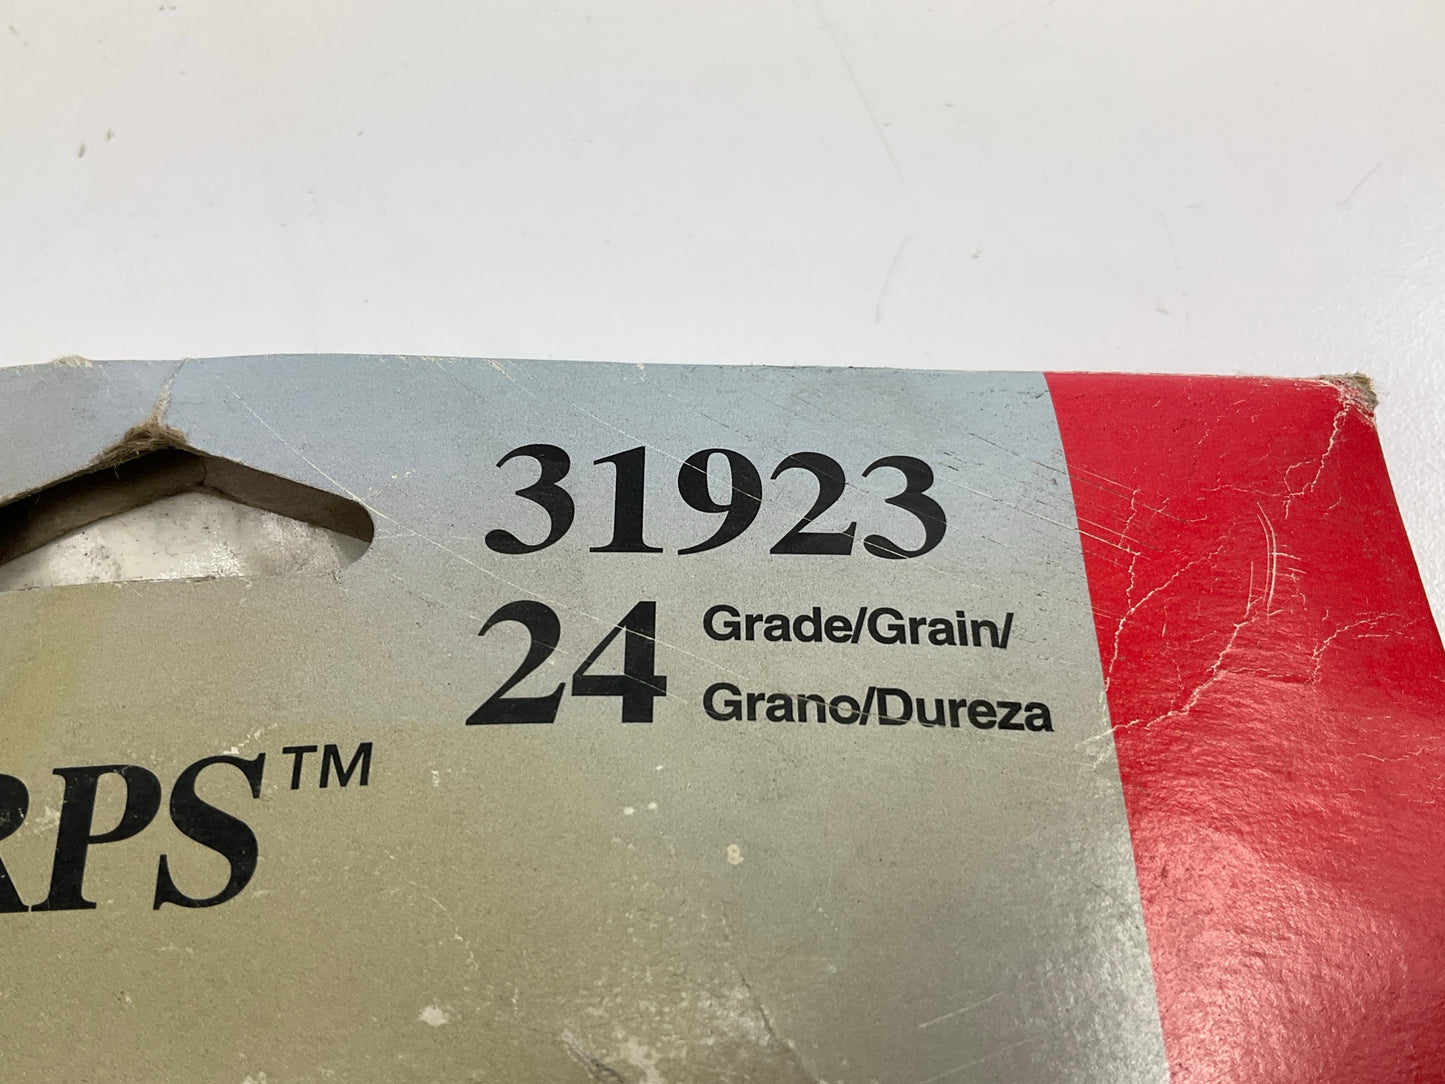 31923
24 Grade/Grain/
Grano/Dureza
RPS™